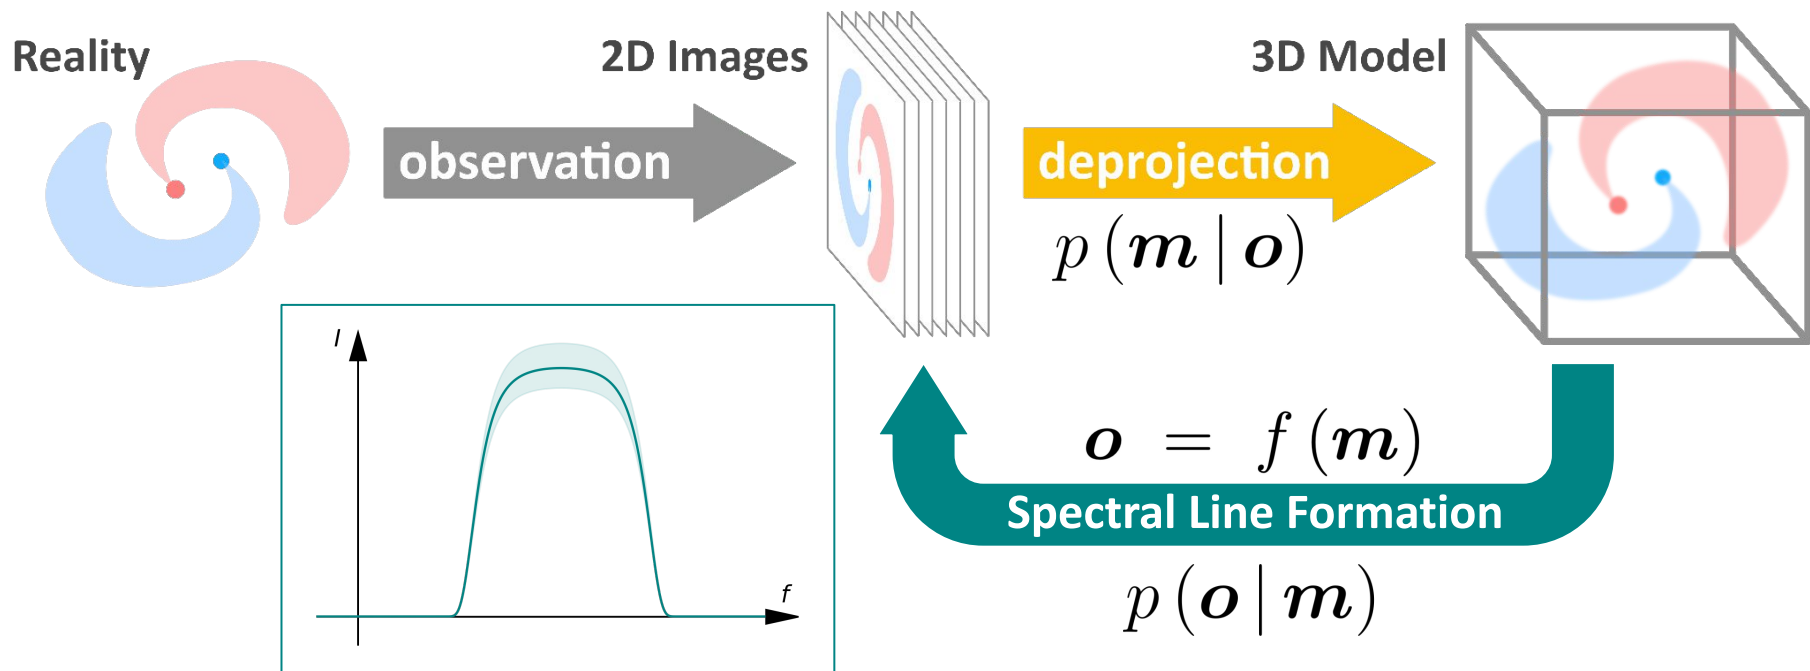 Reality
2D Images
3D Model
observation
deprojection
p(m|o)
I
f
o = f(m)
Spectral Line Formation
p(o|m)